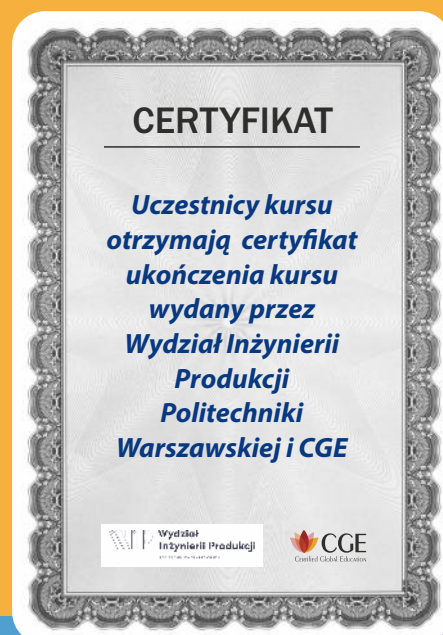 CERTYFIKAT
Uczestnicy kursu
otrzymają certyfikat
ukończenia kursu
wydany przez
Wydział Inżynierii
Produkcji
Politechniki
Warszawskiej i CGE
Wydział
Inżynierii Produkcji
CGE
Certified Global Education